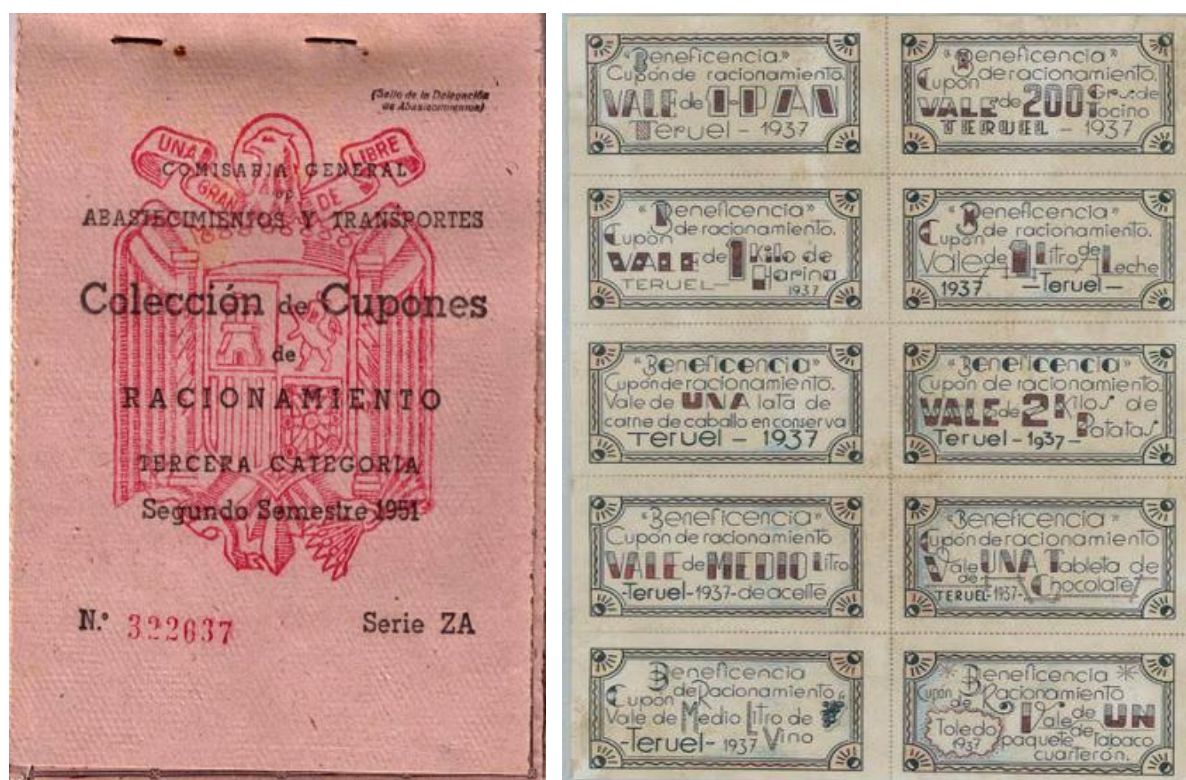 (Sello de la Delegación
de Abastecimientos)
UNA
GRANDE
LIBRE
COMISARIA GENERAL
DE
ABASTECIMIENTOS Y TRANSPORTES
Colección de Cupones
de
RACIONAMIENTO
TERCERA CATEGORIA
Segundo Semestre 1951
N.º 322037
Serie ZA
"Beneficencia."
Cupón de racionamiento.
VALE de 1-PAN
Teruel - 1937
"Beneficencia"
Cupón de racionamiento.
VALE de 200 Grs. de
Tocino
TERUEL - 1937
"Beneficencia"
Cupón de racionamiento.
VALE de 1 Kilo de
Harina
TERUEL- 1937
"Beneficencia"
Cupón de racionamiento.
Vale de 1 Litro de Leche
1937 -Teruel-
"Beneficencia"
Cupón de racionamiento.
Vale de UNA lata de
carne de caballo en conserva
Teruel - 1937
"Beneficencia"
Cupón de racionamiento.
VALE de 2 Kilos de
Patatas
Teruel - 1937-
"Beneficencia"
Cupón de racionamiento
VALE de MEDIO Litro
-Teruel-1937-de aceite
"Beneficencia"
Cupon de racionamiento
Vale UNA Tableta de
de Chocolate
TERUEL-1937-
Beneficencia
Cupón de Racionamiento
Vale de Medio Litro de
Vino
-Teruel- 1937
Beneficencia
Cupón de Racionamiento
Vale de UN
Toledo
1937
paquete de Tabaco
cuarterón.